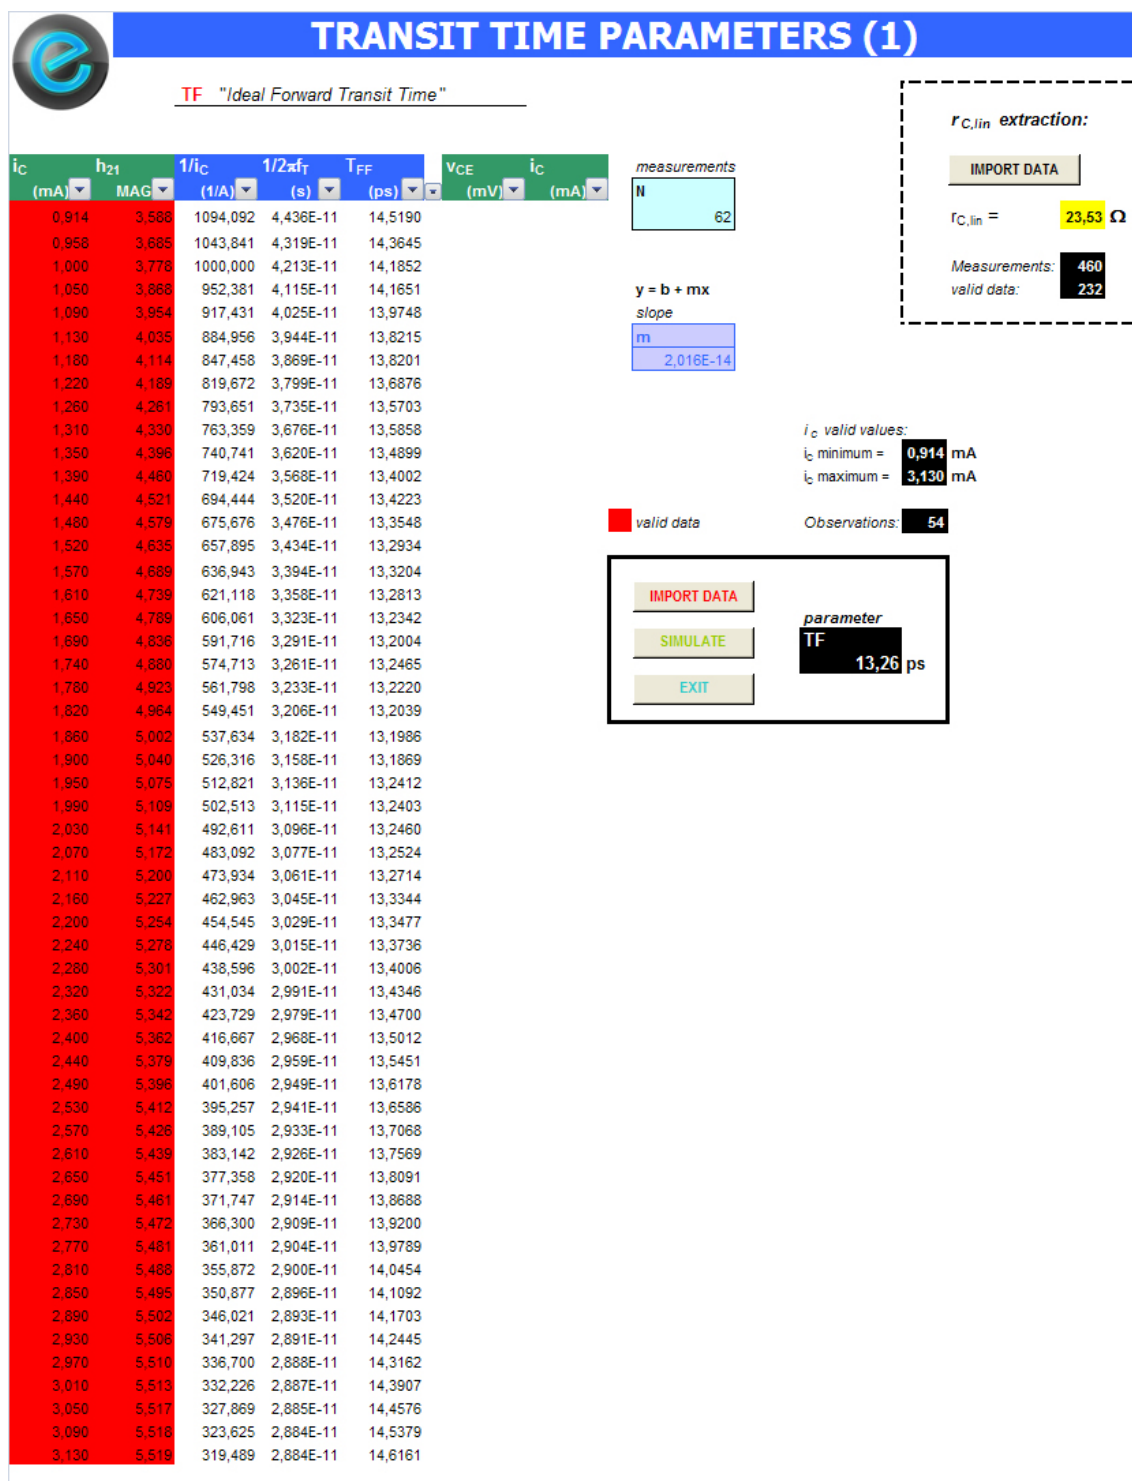 TRANSIT TIME PARAMETERS (1)
TF "Ideal Forward Transit Time"
r C,lin extraction:
IMPORT DATA
rC,lin = 23,53 Ω
Measurements: 460
valid data: 232
iC h21 1/iC 1/2πfT TFF vCE iC
(mA) MAG (1/A) (s) (ps) (mV) (mA)
0,914 3,588 1094,092 4,436E-11 14,5190
0,958 3,685 1043,841 4,319E-11 14,3645
1,000 3,778 1000,000 4,213E-11 14,1852
1,050 3,868 952,381 4,115E-11 14,1651
1,090 3,954 917,431 4,025E-11 13,9748
1,130 4,035 884,956 3,944E-11 13,8215
1,180 4,114 847,458 3,869E-11 13,8201
1,220 4,189 819,672 3,799E-11 13,6876
1,260 4,261 793,651 3,735E-11 13,5703
1,310 4,330 763,359 3,676E-11 13,5858
1,350 4,396 740,741 3,620E-11 13,4899
1,390 4,460 719,424 3,568E-11 13,4002
1,440 4,521 694,444 3,520E-11 13,4223
1,480 4,579 675,676 3,476E-11 13,3548
1,520 4,635 657,895 3,434E-11 13,2934
1,570 4,689 636,943 3,394E-11 13,3204
1,610 4,739 621,118 3,358E-11 13,2813
1,650 4,789 606,061 3,323E-11 13,2342
1,690 4,836 591,716 3,291E-11 13,2004
1,740 4,880 574,713 3,261E-11 13,2465
1,780 4,923 561,798 3,233E-11 13,2220
1,820 4,964 549,451 3,206E-11 13,2039
1,860 5,002 537,634 3,182E-11 13,1986
1,900 5,040 526,316 3,158E-11 13,1869
1,950 5,075 512,821 3,136E-11 13,2412
1,990 5,109 502,513 3,115E-11 13,2403
2,030 5,141 492,611 3,096E-11 13,2460
2,070 5,172 483,092 3,077E-11 13,2524
2,110 5,200 473,934 3,061E-11 13,2714
2,160 5,227 462,963 3,045E-11 13,3344
2,200 5,254 454,545 3,029E-11 13,3477
2,240 5,278 446,429 3,015E-11 13,3736
2,280 5,301 438,596 3,002E-11 13,4006
2,320 5,322 431,034 2,991E-11 13,4346
2,360 5,342 423,729 2,979E-11 13,4700
2,400 5,362 416,667 2,968E-11 13,5012
2,440 5,379 409,836 2,959E-11 13,5451
2,490 5,396 401,606 2,949E-11 13,6178
2,530 5,412 395,257 2,941E-11 13,6586
2,570 5,426 389,105 2,933E-11 13,7068
2,610 5,439 383,142 2,926E-11 13,7569
2,650 5,451 377,358 2,920E-11 13,8091
2,690 5,461 371,747 2,914E-11 13,8688
2,730 5,472 366,300 2,909E-11 13,9200
2,770 5,481 361,011 2,904E-11 13,9789
2,810 5,488 355,872 2,900E-11 14,0454
2,850 5,495 350,877 2,896E-11 14,1092
2,890 5,502 346,021 2,893E-11 14,1703
2,930 5,506 341,297 2,891E-11 14,2445
2,970 5,510 336,700 2,888E-11 14,3162
3,010 5,513 332,226 2,887E-11 14,3907
3,050 5,517 327,869 2,885E-11 14,4576
3,090 5,518 323,625 2,884E-11 14,5379
3,130 5,519 319,489 2,884E-11 14,6161
measurements
N
62
y = b + mx
slope
m
2,016E-14
i c valid values:
ic minimum = 0,914 mA
ic maximum = 3,130 mA
valid data
Observations: 54
IMPORT DATA
SIMULATE
EXIT
parameter
TF
13,26 ps